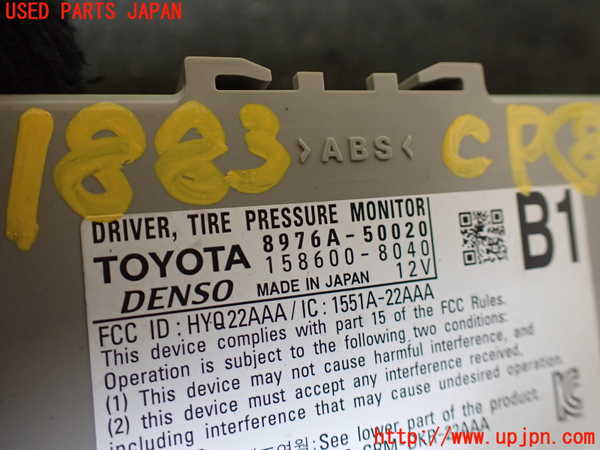 USED PARTS JAPAN
1883 >ABS< CPC8
DRIVER, TIRE PRESSURE MONITOR
TOYOTA 8976A-50020
158600-8040
DENSO MADE IN JAPAN 12V
B1
FCC ID : HYQ22AAA / IC : 1551A-22AAA
This device complies with part 15 of the FCC Rules.
Operation is subject to the following two conditions:
(1) This device may not cause harmful interference, and
(2) this device must accept any interference received,
including interference that may cause undesired operation.
See lower part of the product.
http://www.upjpn.com/